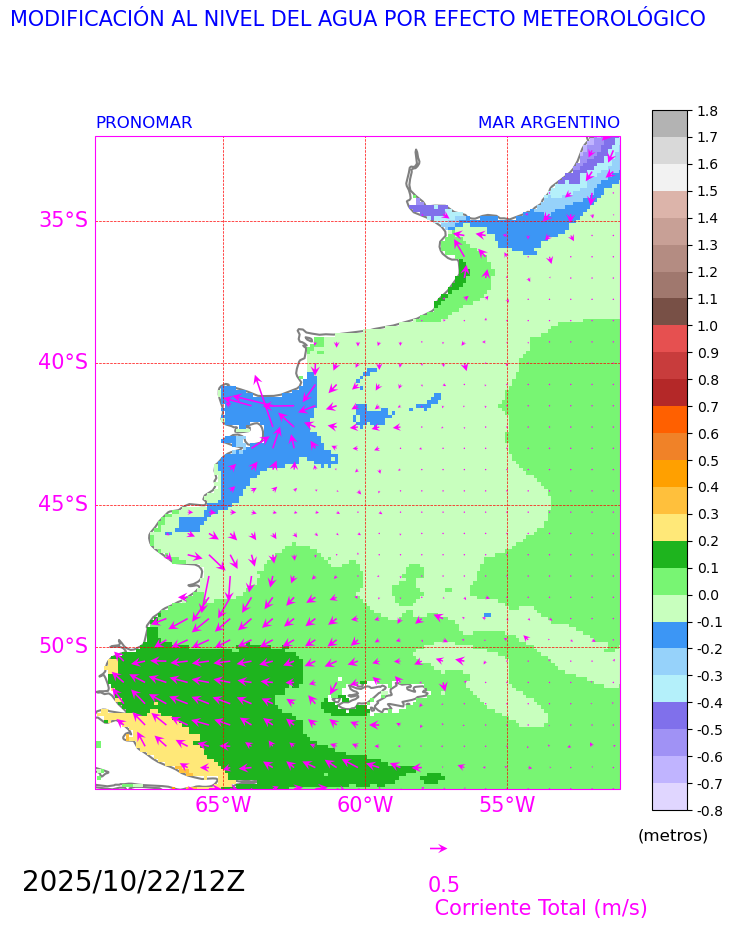 MODIFICACIÓN AL NIVEL DEL AGUA POR EFECTO METEOROLÓGICO
PRONOMAR MAR ARGENTINO
35°S
40°S
45°S
50°S
65°W 60°W 55°W
1.8
1.7
1.6
1.5
1.4
1.3
1.2
1.1
1.0
0.9
0.8
0.7
0.6
0.5
0.4
0.3
0.2
0.1
0.0
-0.1
-0.2
-0.3
-0.4
-0.5
-0.6
-0.7
-0.8
(metros)
2025/10/22/12Z
0.5
Corriente Total (m/s)